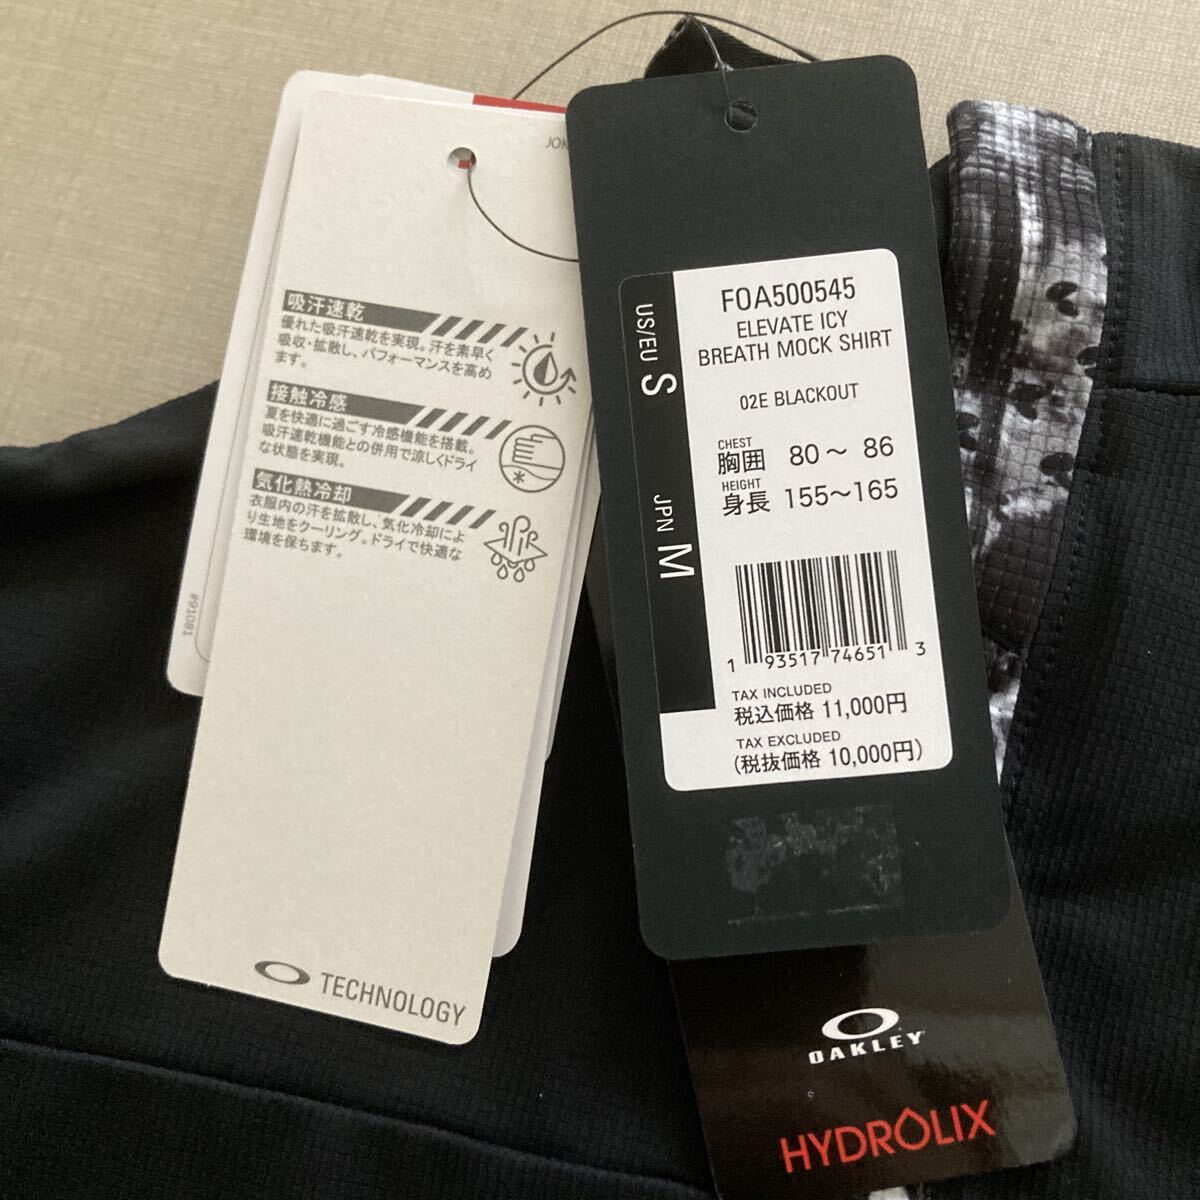 JOK
吸汗速乾
優れた吸汗速乾を実現。汗を素早く
吸収・拡散し、パフォーマンスを高め
ます。
接触冷感
夏を快適に過ごす冷感機能を搭載。
吸汗速乾機能との併用で涼しくドライ
な状態を実現。
気化熱冷却
衣服内の汗を拡散し、気化冷却によ
り生地をクーリング。ドライで快適な
環境を保ちます。
#91081
TECHNOLOGY
US/EU S
JPN M
FOA500545
ELEVATE ICY
BREATH MOCK SHIRT
02E BLACKOUT
CHEST
胸囲 80～ 86
HEIGHT
身長 155～165
1 93517 74651 3
TAX INCLUDED
税込価格 11,000円
TAX EXCLUDED
(税抜価格 10,000円)
OAKLEY
HYDROLIX